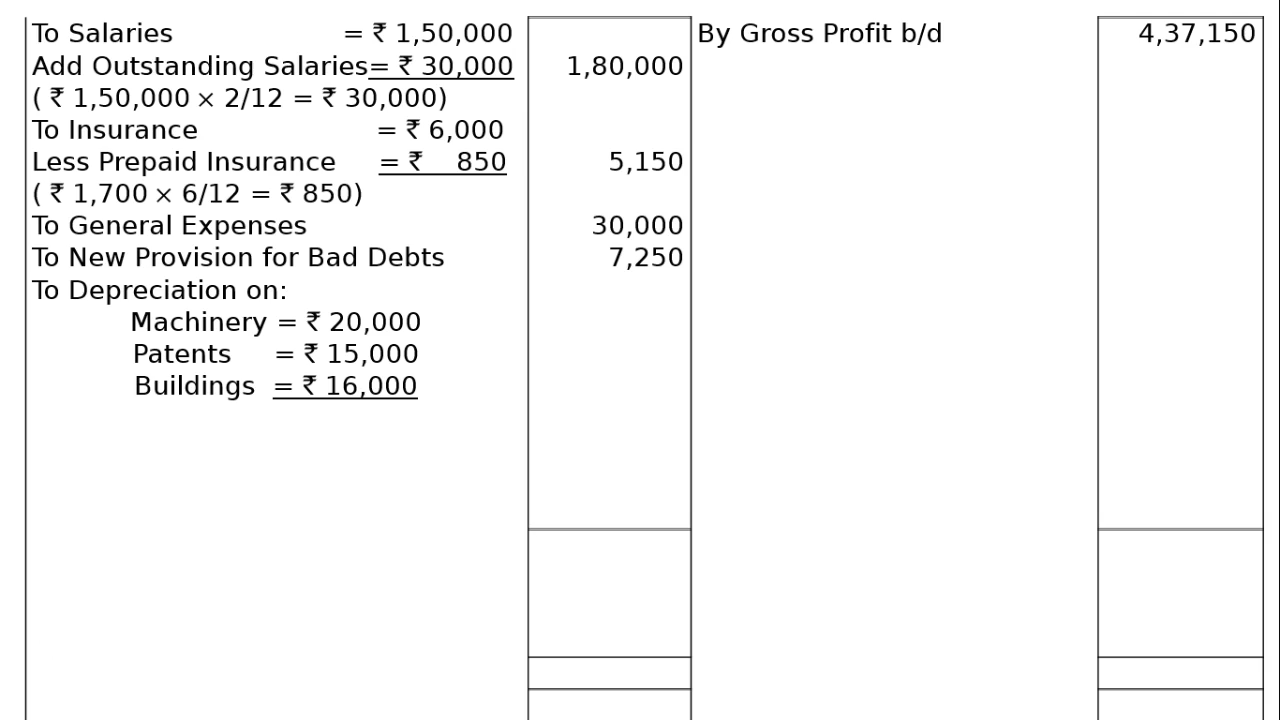 To Salaries = ₹ 1,50,000 By Gross Profit b/d 4,37,150
Add Outstanding Salaries= ₹ 30,000 1,80,000
( ₹ 1,50,000 × 2/12 = ₹ 30,000)
To Insurance = ₹ 6,000
Less Prepaid Insurance = ₹ 850 5,150
( ₹ 1,700 × 6/12 = ₹ 850)
To General Expenses 30,000
To New Provision for Bad Debts 7,250
To Depreciation on:
Machinery = ₹ 20,000
Patents = ₹ 15,000
Buildings = ₹ 16,000